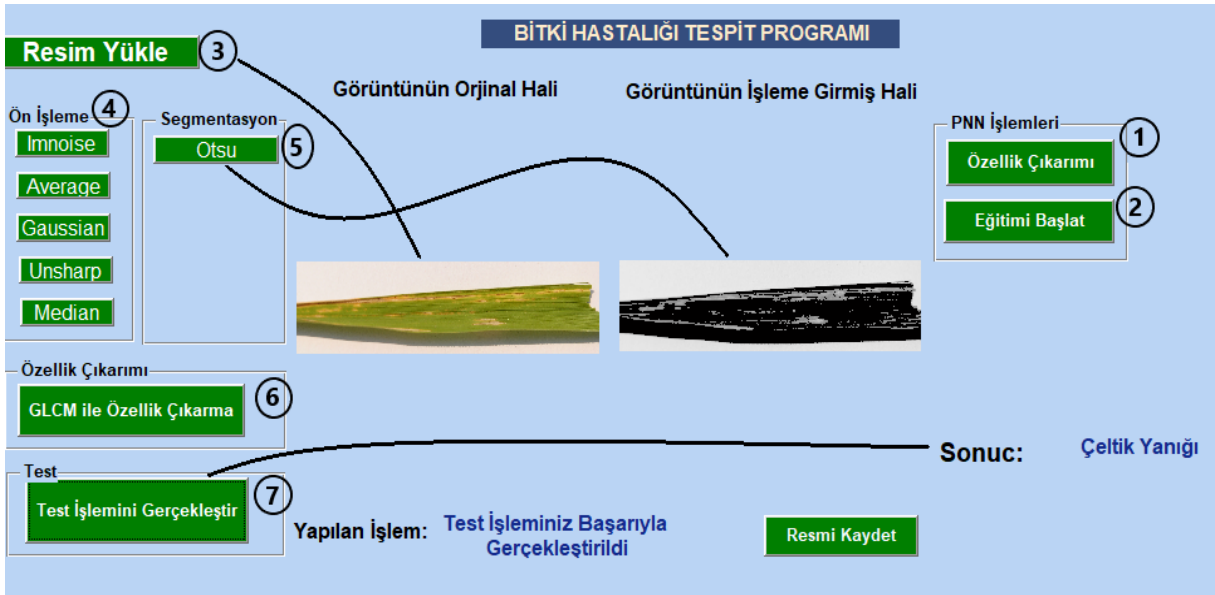 BİTKİ HASTALIĞI TESPİT PROGRAMI
Resim Yükle
3
Görüntünün Orjinal Hali
Görüntünün İşleme Girmiş Hali
Ön İşleme
4
Imnoise
Average
Gaussian
Unsharp
Median
Segmentasyon
Otsu
5
PNN İşlemleri
1
Özellik Çıkarımı
Eğitimi Başlat
2
Özellik Çıkarımı
GLCM ile Özellik Çıkarma
6
Test
Test İşlemini Gerçekleştir
7
Sonuc:
Çeltik Yanığı
Yapılan İşlem:
Test İşleminiz Başarıyla
Gerçekleştirildi
Resmi Kaydet